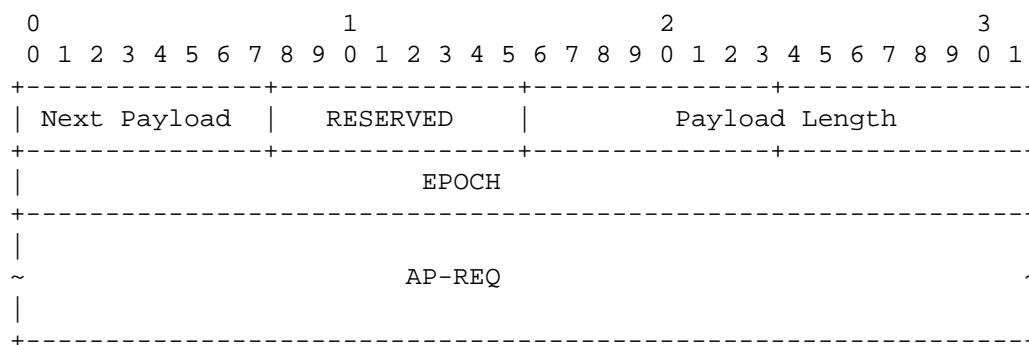 0                   1                   2                   3
 0 1 2 3 4 5 6 7 8 9 0 1 2 3 4 5 6 7 8 9 0 1 2 3 4 5 6 7 8 9 0 1
+---------------+---------------+---------------+---------------
| Next Payload  |   RESERVED    |         Payload Length
+---------------+---------------+---------------+---------------
|                         EPOCH
+---------------------------------------------------------------
|
~                        AP-REQ                                ~
|
+---------------------------------------------------------------